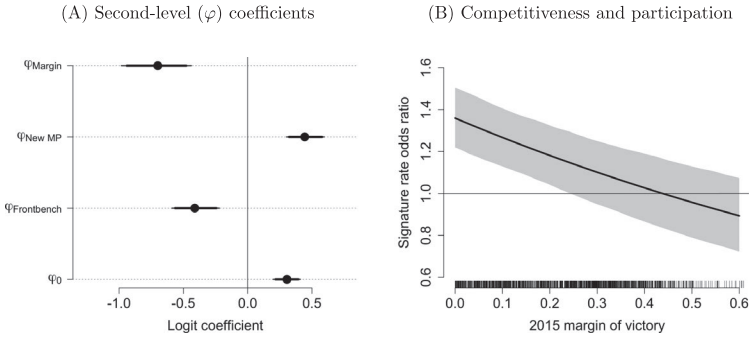 (A) Second-level (φ) coefficients
φMargin
φNew MP
φFrontbench
φ0
-1.0 -0.5 0.0 0.5
Logit coefficient
(B) Competitiveness and participation
Signature rate odds ratio
1.6
1.4
1.2
1.0
0.8
0.6
0.0 0.1 0.2 0.3 0.4 0.5 0.6
2015 margin of victory